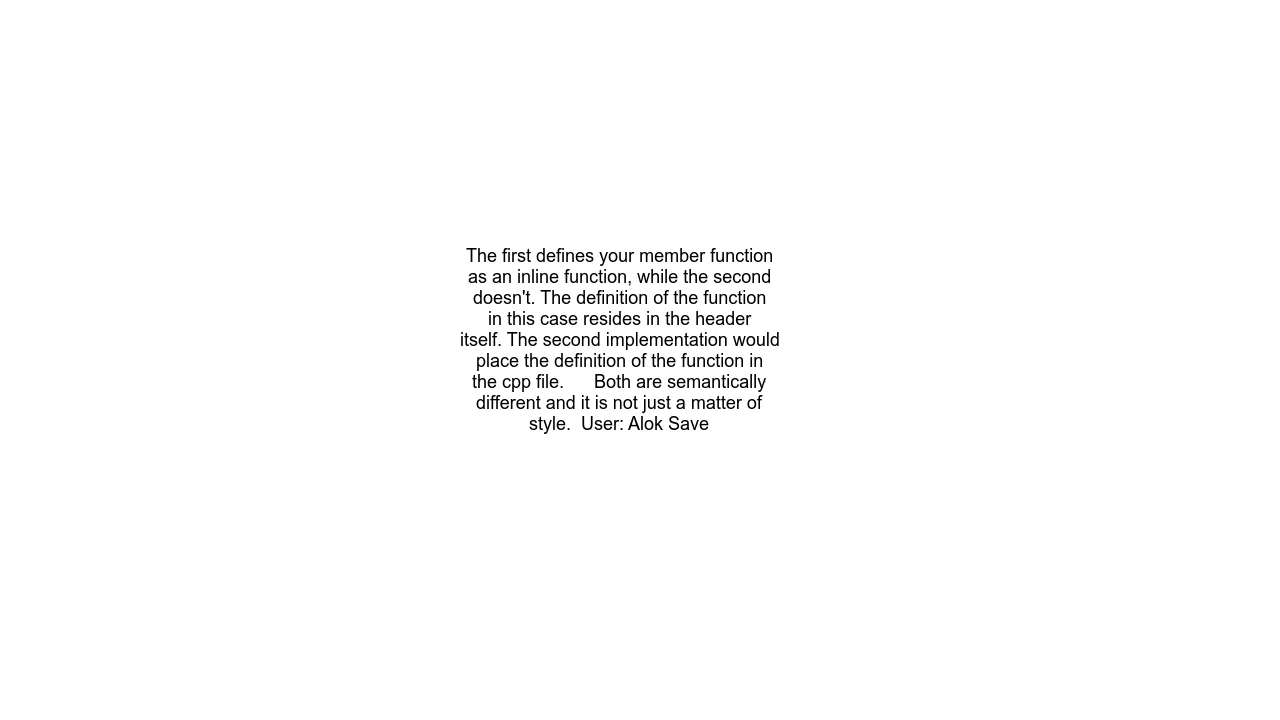 The first defines your member function
as an inline function, while the second
doesn't. The definition of the function
in this case resides in the header
itself. The second implementation would
place the definition of the function in
the cpp file.      Both are semantically
different and it is not just a matter of
style.  User: Alok Save